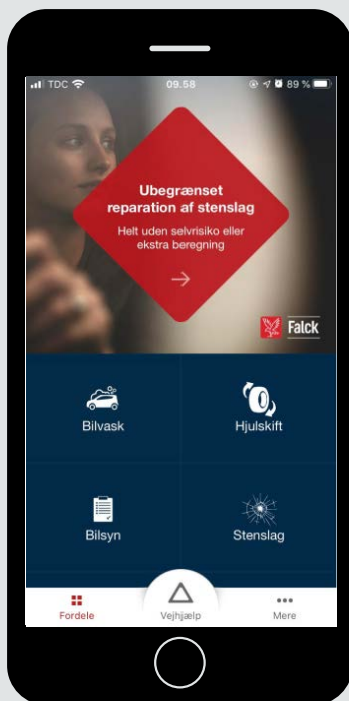 TDC 09.58 89 %
Ubegrænset
reparation af stenslag
Helt uden selvrisiko eller
ekstra beregning
Falck
Bilvask Hjulskift
Bilsyn Stenslag
Fordele Vejhjælp Mere